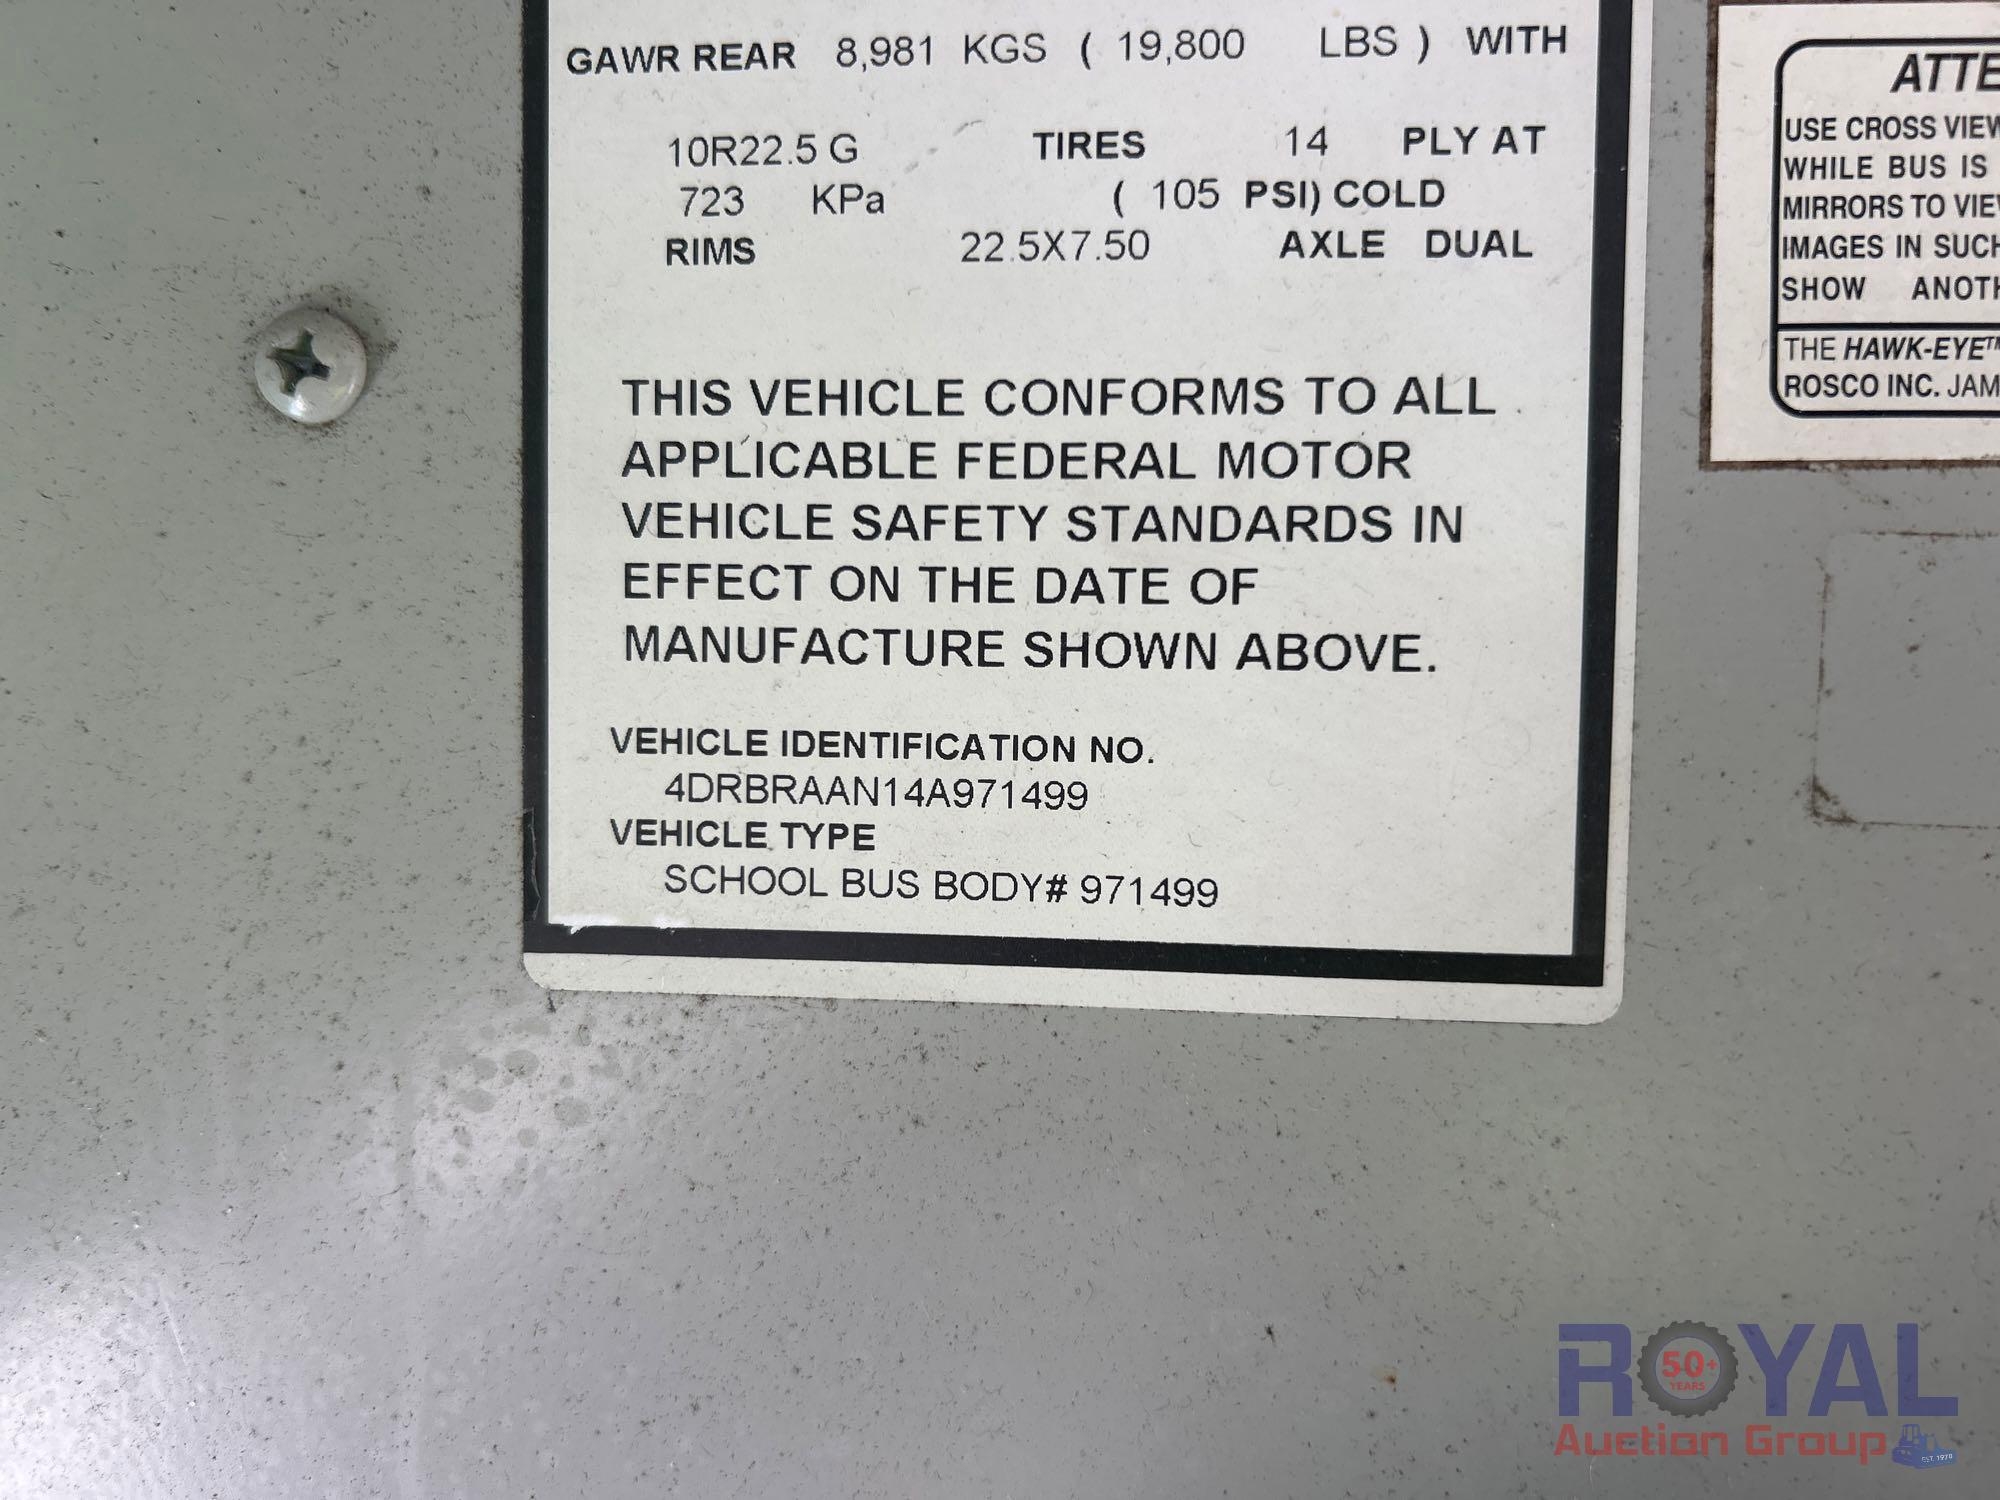 GAWR REAR 8,981 KGS ( 19,800 LBS ) WITH
10R22.5 G TIRES 14 PLY AT
723 KPa ( 105 PSI) COLD
RIMS 22.5X7.50 AXLE DUAL
THIS VEHICLE CONFORMS TO ALL
APPLICABLE FEDERAL MOTOR
VEHICLE SAFETY STANDARDS IN
EFFECT ON THE DATE OF
MANUFACTURE SHOWN ABOVE.
VEHICLE IDENTIFICATION NO.
4DRBRAAN14A971499
VEHICLE TYPE
SCHOOL BUS BODY# 971499
USE CROSS VIEW
WHILE BUS IS
MIRRORS TO
IMAGES IN SUCH
SHOW
THE HAWK-EYE™
ROSCO INC.
ROYAL
50+
YEARS
Auction Group
EST. 1970